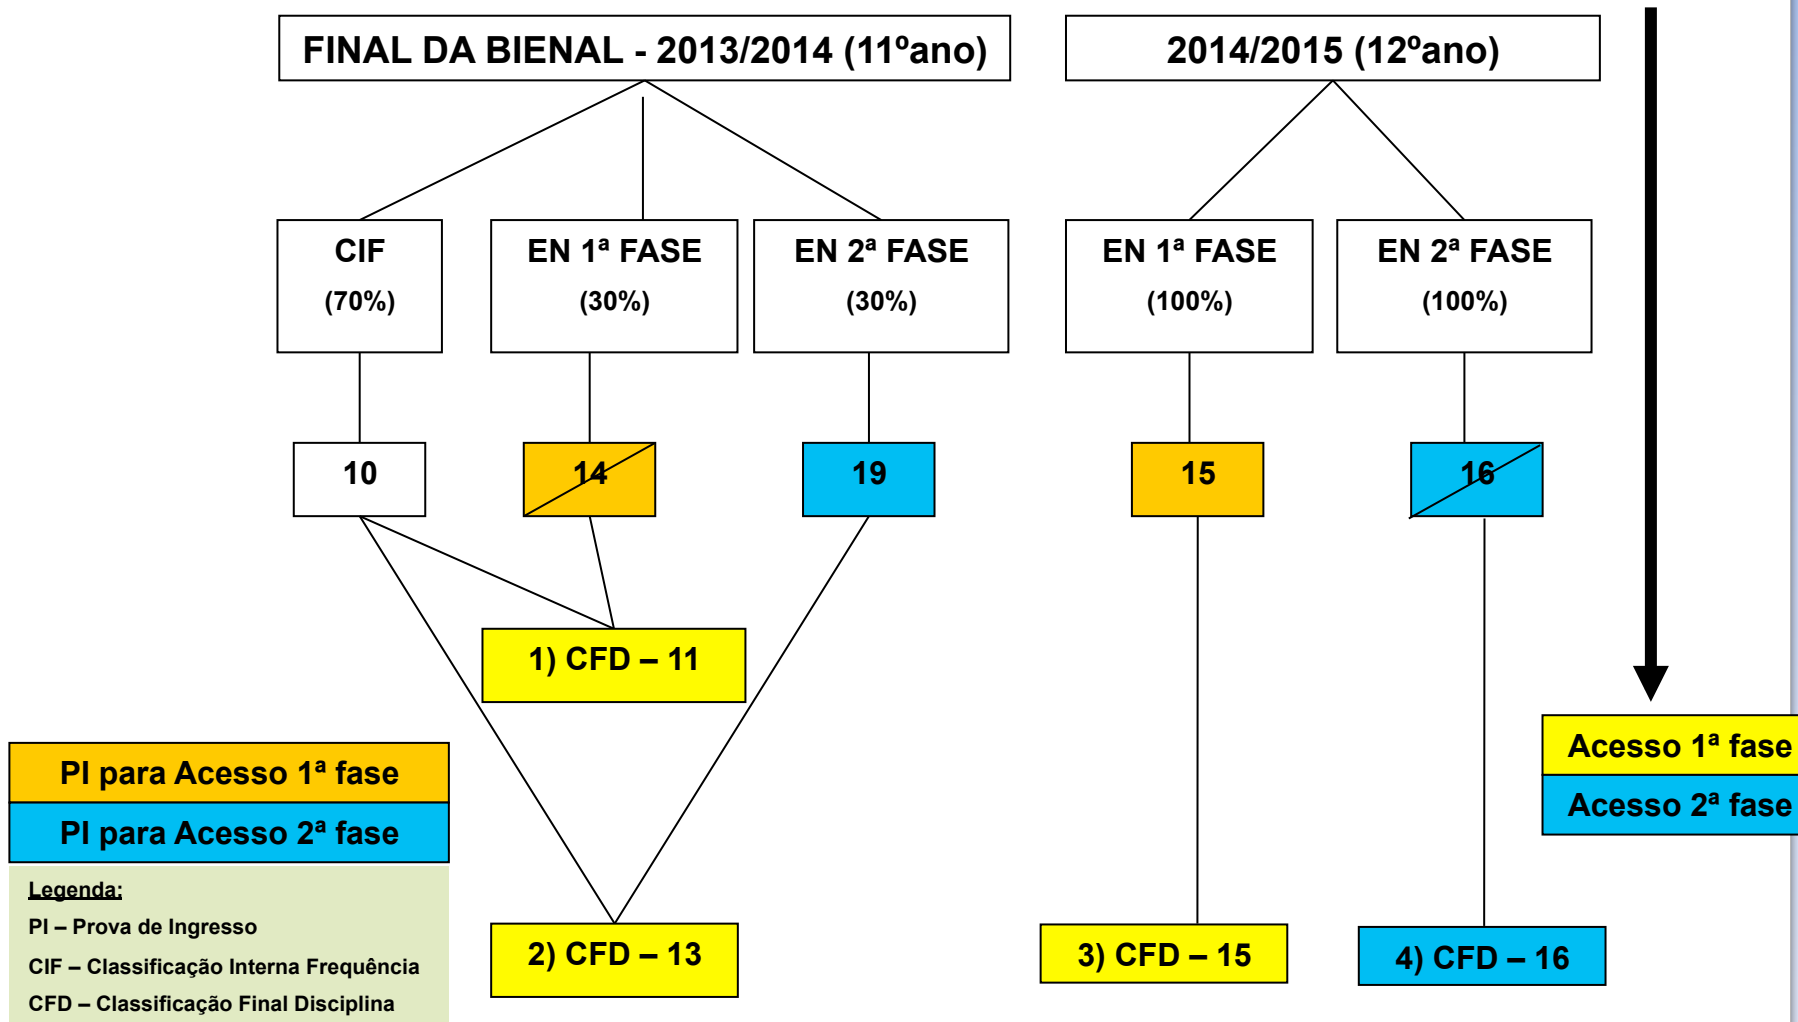 FINAL DA BIENAL - 2013/2014 (11ºano)
2014/2015 (12ºano)
CIF
(70%)
EN 1ª FASE
(30%)
EN 2ª FASE
(30%)
EN 1ª FASE
(100%)
EN 2ª FASE
(100%)
10
14
19
15
16
1) CFD – 11
Acesso 1ª fase
Acesso 2ª fase
PI para Acesso 1ª fase
PI para Acesso 2ª fase
Legenda:
PI – Prova de Ingresso
CIF – Classificação Interna Frequência
CFD – Classificação Final Disciplina
2) CFD – 13
3) CFD – 15
4) CFD – 16